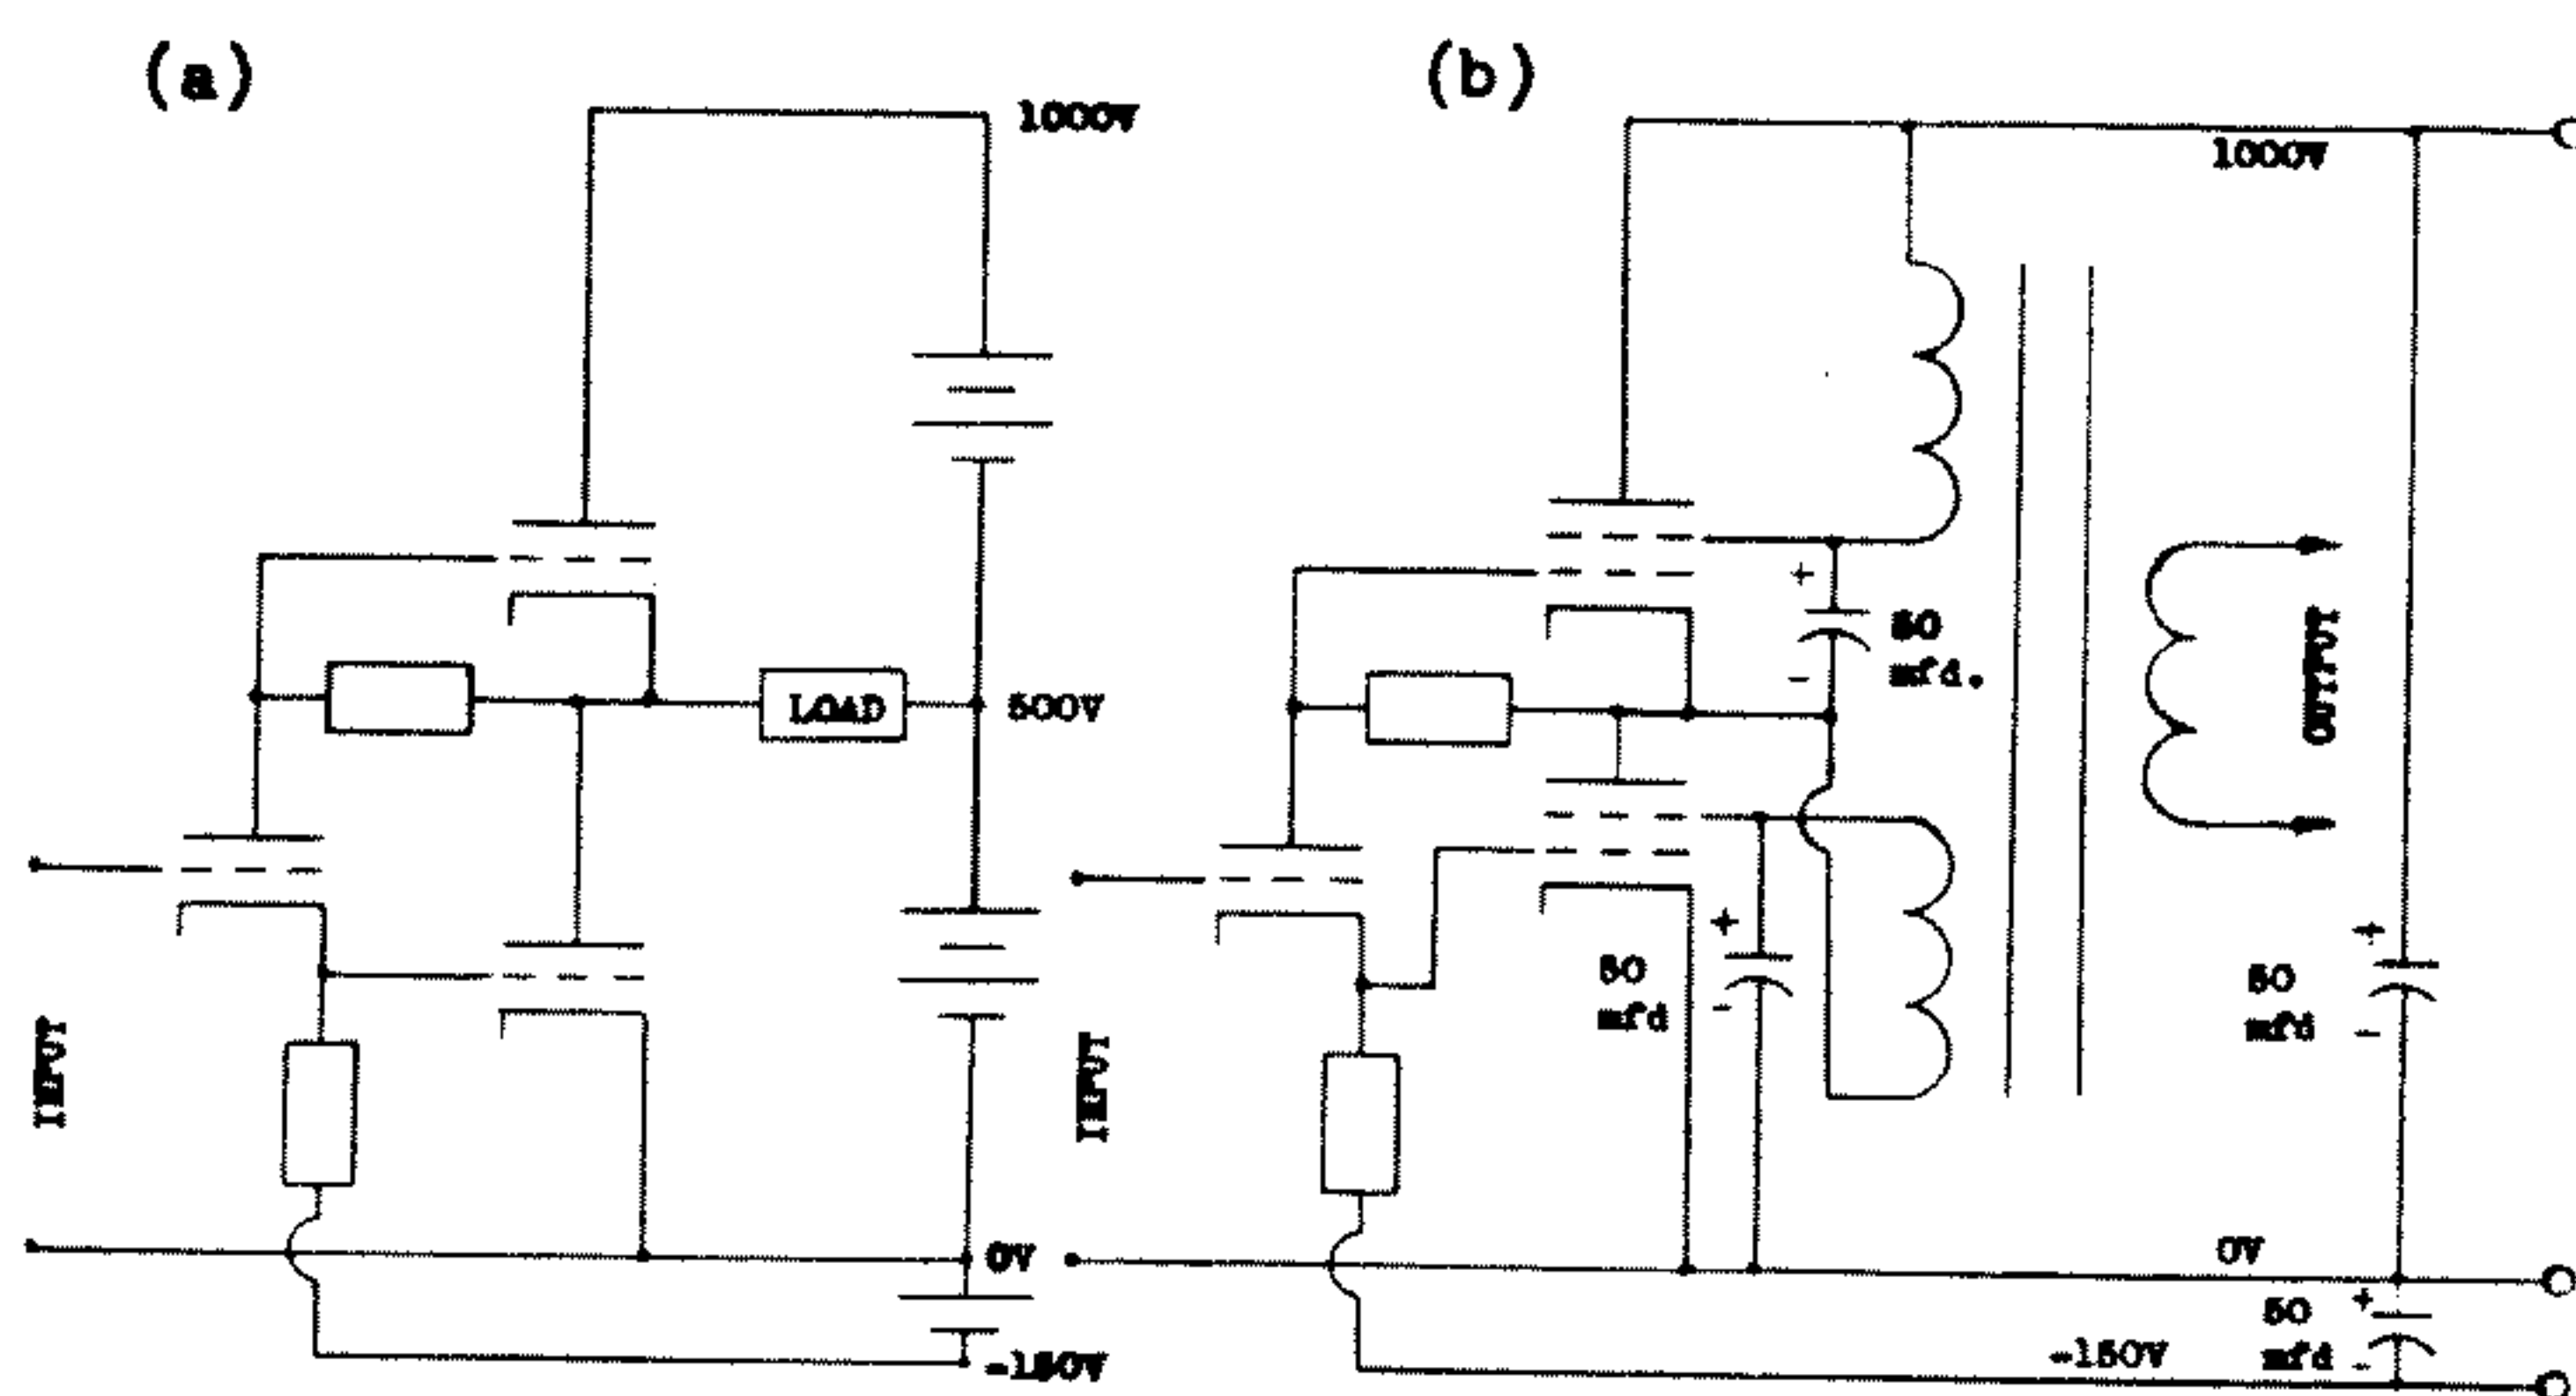 (a)
1000V
LOAD
500V
INPUT
0V
-150V
(b)
1000V
+
50
mfd.
-
OUTPUT
+
50
mfd
-
INPUT
+
50
mfd
-
0V
+
50
mfd
-
-150V